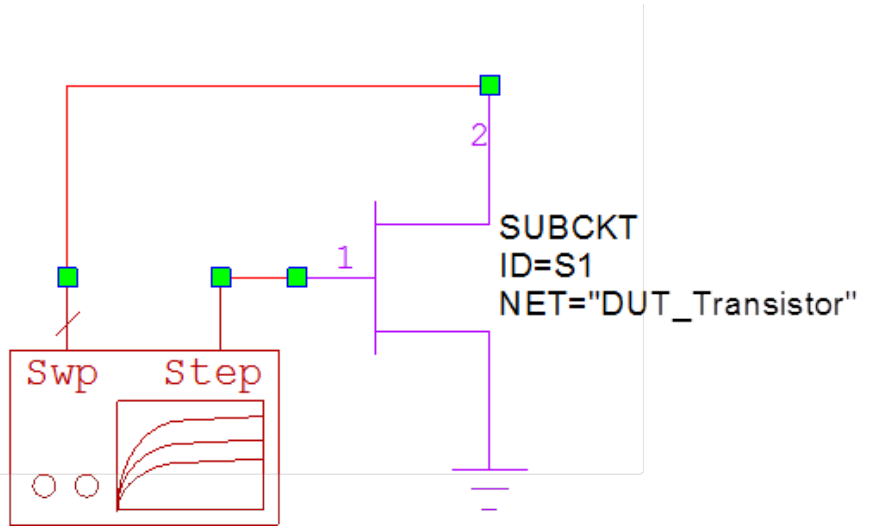 2
1
SUBCKT
ID=S1
NET="DUT_Transistor"
Swp Step